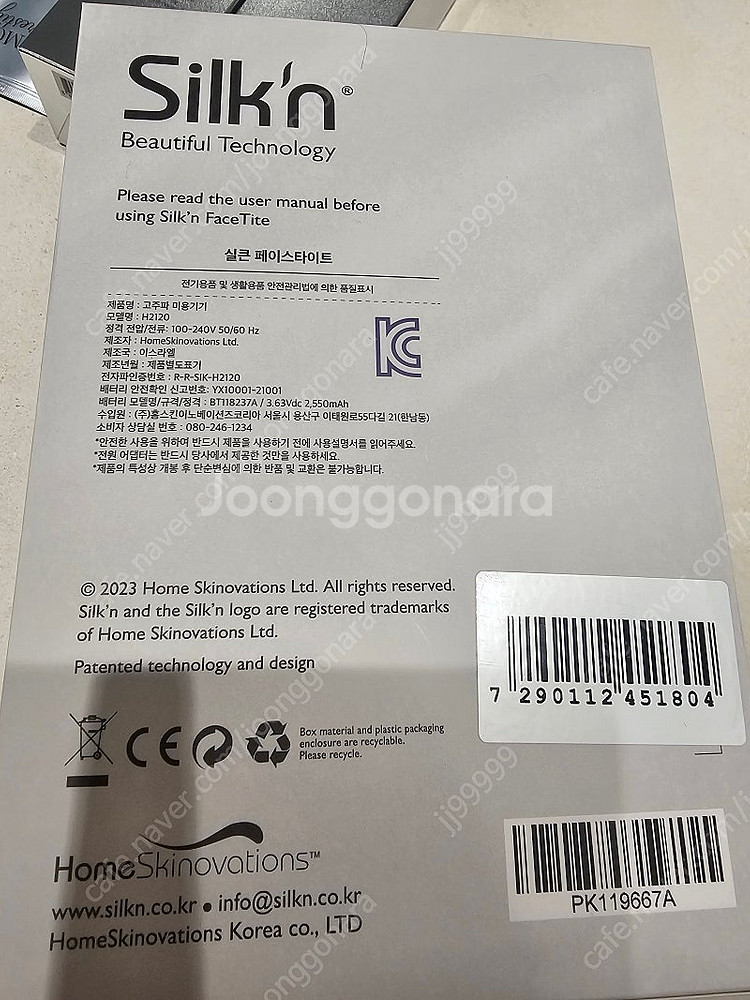 Silk'n®
Beautiful Technology
Please read the user manual before
using Silk'n FaceTite
실큰 페이스타이트
전기용품 및 생활용품 안전관리법에 의한 품질표시
제품명 : 고주파 미용기기
모델명 : H2120
정격 전압/전류: 100-240V 50/60 Hz
제조자 : HomeSkinovations Ltd.
제조국 : 이스라엘
제조년월 : 제품별도표기
전자파인증번호 : R-R-SIK-H2120
배터리 안전확인 신고번호: YX10001-21001
배터리 모델명/규격/정격 : BT118237A / 3.63Vdc 2,550mAh
수입원 : (주)홈스킨이노베이션즈코리아 서울시 용산구 이태원로55다길 21(한남동)
소비자 상담실 번호 : 080-246-1234
*안전한 사용을 위하여 반드시 제품을 사용하기 전에 사용설명서를 읽어주세요.
*전원 어댑터는 반드시 당사에서 제공한 것만을 사용하세요.
*제품의 특성상 개봉 후 단순변심에 의한 반품 및 교환은 불가능합니다.
Joonggonara
© 2023 Home Skinovations Ltd. All rights reserved.
Silk'n and the Silk'n logo are registered trademarks
of Home Skinovations Ltd.
Patented technology and design
7 290112 451804
CE
Box material and plastic packaging
enclosure are recyclable.
Please recycle.
HomeSkinovations™
PK119667A
www.silkn.co.kr • info@silkn.co.kr
HomeSkinovations Korea co., LTD